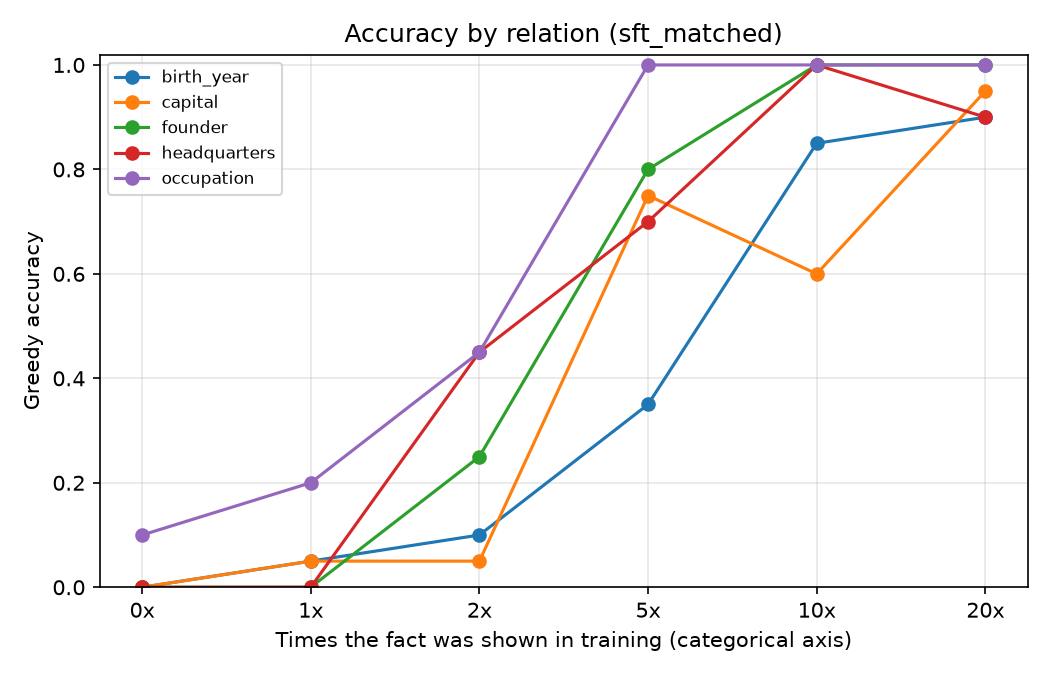 Accuracy by relation (sft_matched)
1.0
0.8
0.6
0.4
0.2
0.0
Greedy accuracy
birth_year
capital
founder
headquarters
occupation
0x 1x 2x 5x 10x 20x
Times the fact was shown in training (categorical axis)